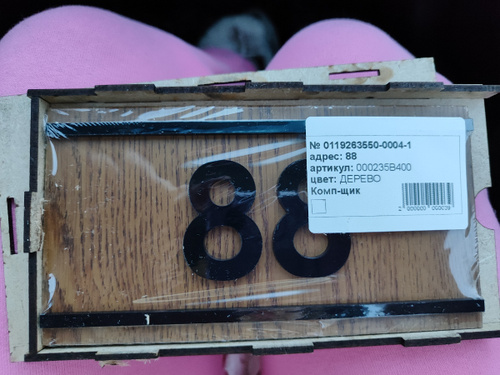 88
№ 0119263550-0004-1
адрес: 88
артикул: 000235В400
цвет: ДЕРЕВО
Комп-щик